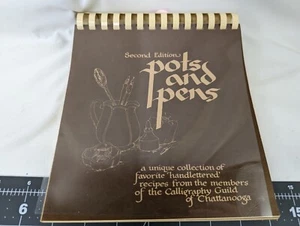 Second Edition
pots
and
pens
a unique collection of
favorite "handlettered"
recipes from the members
of the Calligraphy Guild
of Chattanooga
6
15